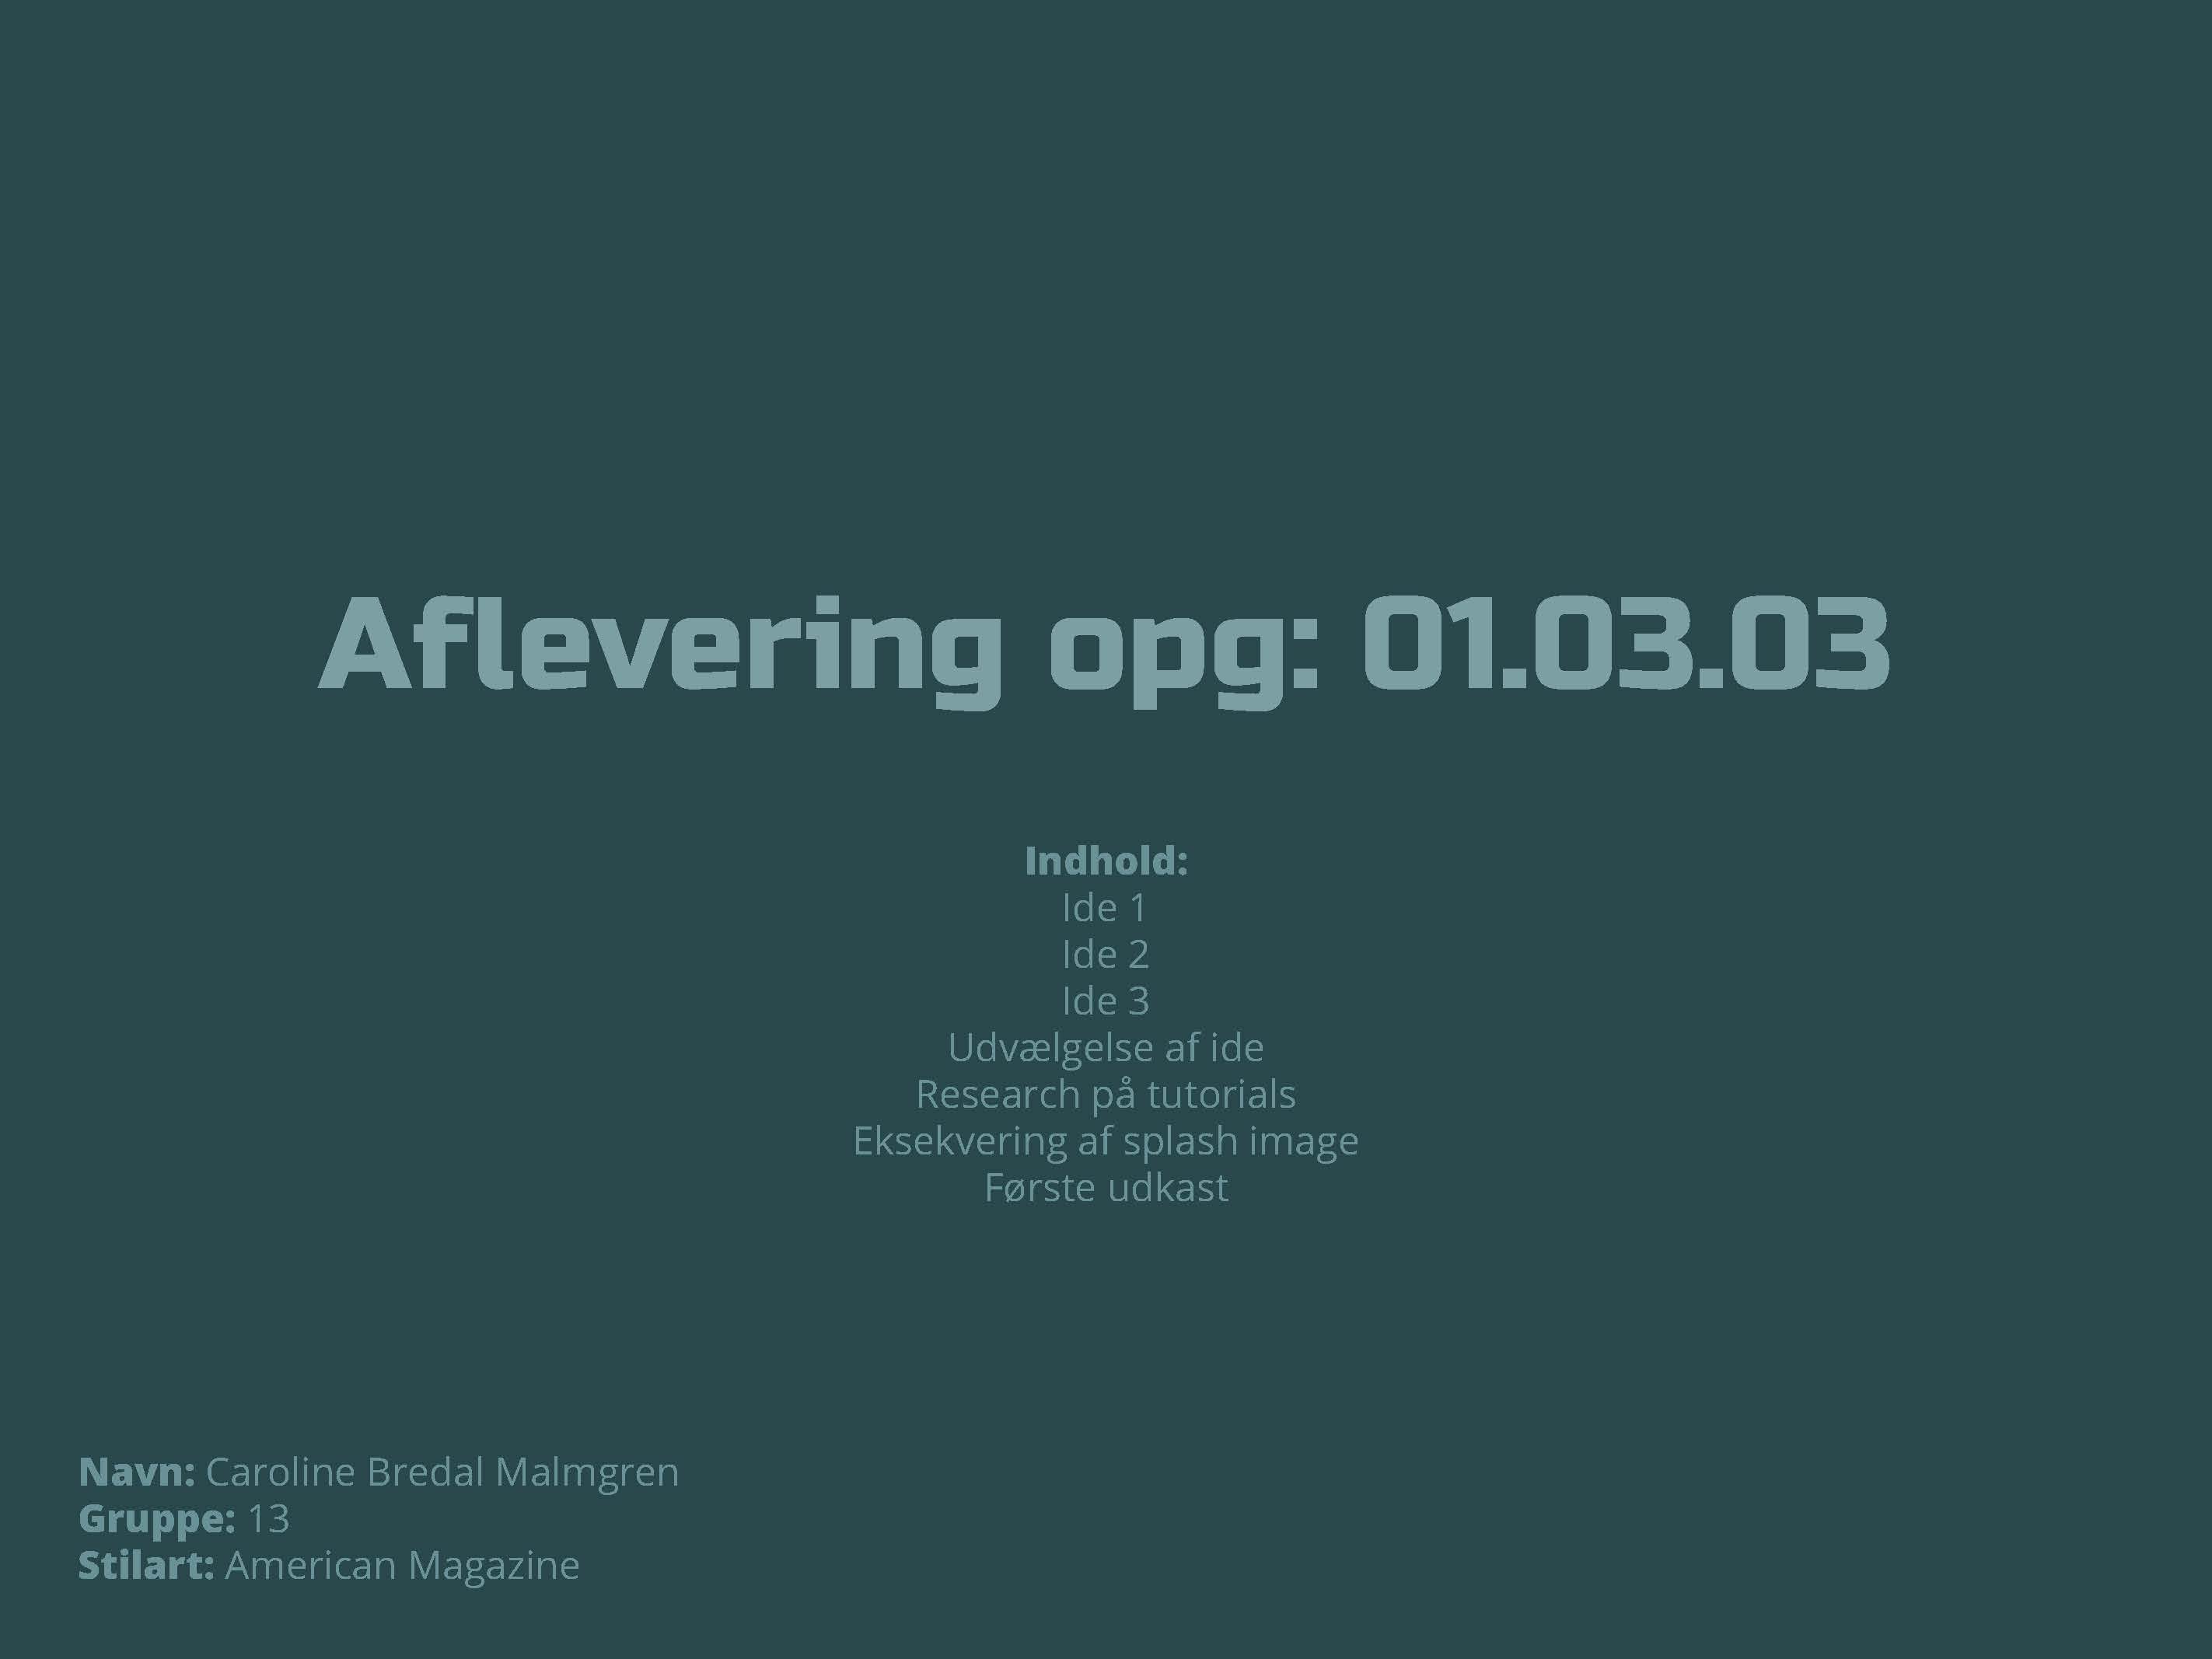 Aflevering opg: 01.03.03
Indhold:
Ide 1
Ide 2
Ide 3
Udvælgelse af ide
Research på tutorials
Eksekvering af splash image
Første udkast
Navn: Caroline Bredal Malmgren
Gruppe: 13
Stilart: American Magazine